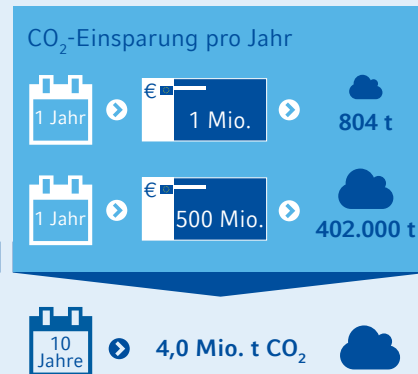 CO₂-Einsparung pro Jahr
1 Jahr € 1 Mio. 804 t
1 Jahr € 500 Mio. 402.000 t
10 Jahre 4,0 Mio. t CO₂